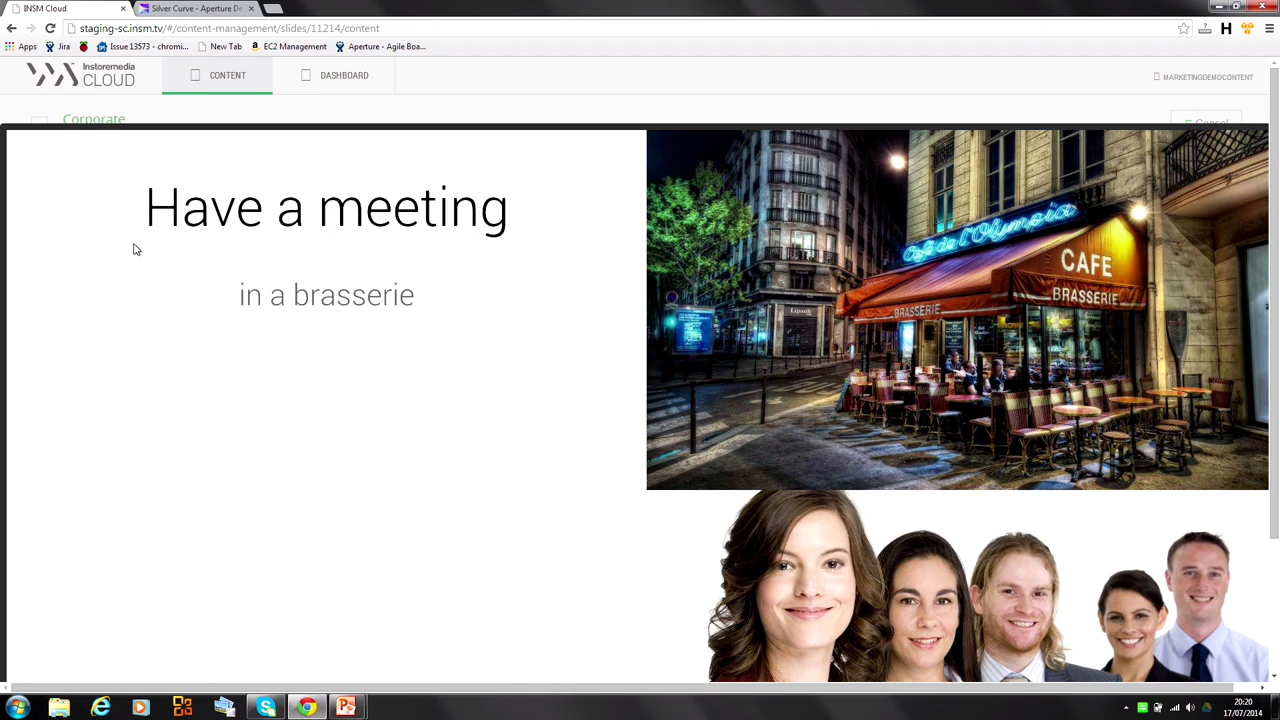 INSM Cloud
Silver Curve - Aperture De
staging-sc.insm.tv/#/content-management/slides/11214/content
Apps
Jira
Issue 13573 - chromi...
New Tab
EC2 Management
Aperture - Agile Boa...
Instoremedia
CLOUD
CONTENT
DASHBOARD
MARKETINGDEMOCONTENT
Corporate
Cancel
Have a meeting
in a brasserie
Café de l'Olympia
CAFE
BRASSERIE
BRASSERIE
Lipault
20:20
17/07/2014